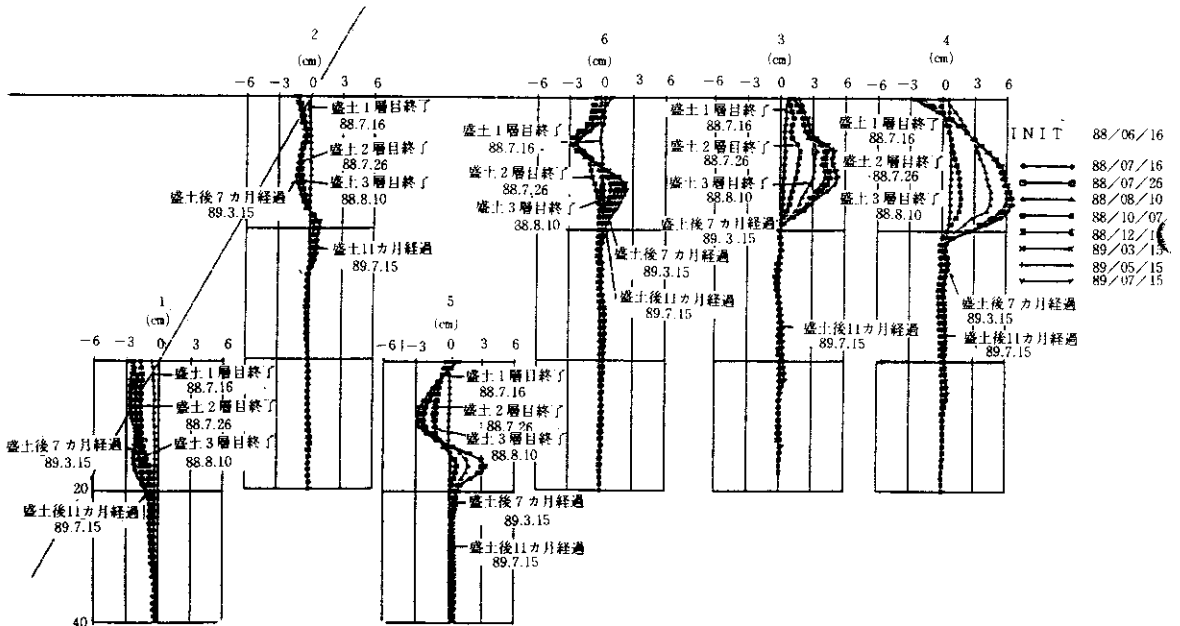 2
(cm)
-6 -3 0 3 6
盛土1層目終了
88.7.16
盛土2層目終了
88.7.26
盛土3層目終了
88.8.10
盛土後7カ月経過
89.3.15
盛土11カ月経過
89.7.15
6
(cm)
-6 -3 0 3 6
盛土1層目終了
88.7.16
盛土2層目終了
88.7.26
盛土3層目終了
38.8.10
盛土後7カ月経過
89.3.15
盛土後11カ月経過
89.7.15
3
(cm)
-6 -3 0 3 6
盛土1層目終了
88.7.16
盛土2層目終了
88.7.26
盛土3層目終了
88.8.10
盛土後7カ月経過
89.3.15
盛土後11カ月経過
89.7.15
4
(cm)
-6 -3 0 3 6
盛土1層目終了
88.7.16
盛土2層目終了
88.7.26
盛土3層目終了
88.8.10
盛土後7カ月経過
89.3.15
盛土後11カ月経過
89.7.15
INIT 88/06/16
88/07/16
88/07/26
88/08/10
88/10/07
88/12/1
89/03/15
89/05/15
89/07/15
1
(cm)
-6 -3 0 3 6
盛土1層目終了
88.7.16
盛土2層目終了
88.7.26
盛土3層目終了
88.8.10
盛土後7カ月経過
89.3.15
20
盛土後11カ月経過
89.7.15
40
5
(cm)
-6 -3 0 3 6
盛土1層目終了
88.7.16
盛土2層目終了
88.7.26
盛土3層目終了
88.8.10
盛土後7カ月経過
89.3.15
盛土後11カ月経過
89.7.15